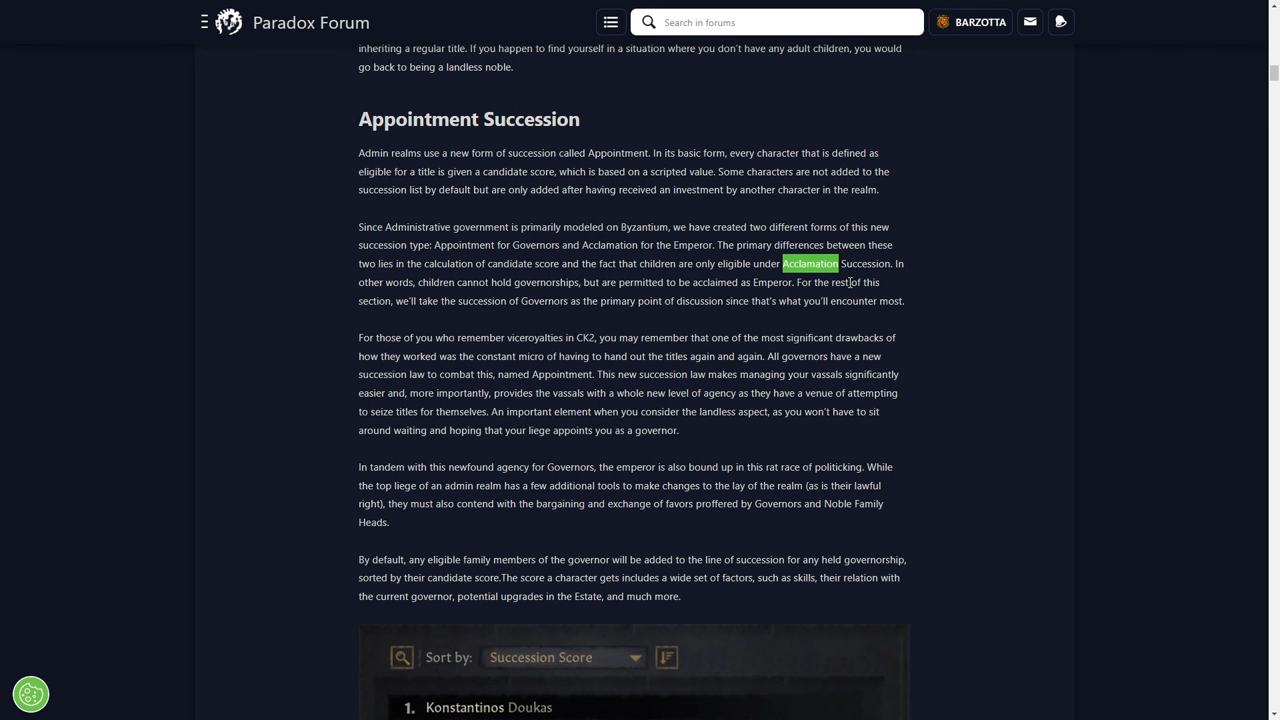 Paradox Forum
Search in forums
BARZOTTA
inheriting a regular title. If you happen to find yourself in a situation where you don't have any adult children, you would
go back to being a landless noble.
Appointment Succession
Admin realms use a new form of succession called Appointment. In its basic form, every character that is defined as
eligible for a title is given a candidate score, which is based on a scripted value. Some characters are not added to the
succession list by default but are only added after having received an investment by another character in the realm.
Since Administrative government is primarily modeled on Byzantium, we have created two different forms of this new
succession type: Appointment for Governors and Acclamation for the Emperor. The primary differences between these
two lies in the calculation of candidate score and the fact that children are only eligible under Acclamation Succession. In
other words, children cannot hold governorships, but are permitted to be acclaimed as Emperor. For the rest of this
section, we'll take the succession of Governors as the primary point of discussion since that's what you'll encounter most.
For those of you who remember viceroyalties in CK2, you may remember that one of the most significant drawbacks of
how they worked was the constant micro of having to hand out the titles again and again. All governors have a new
succession law to combat this, named Appointment. This new succession law makes managing your vassals significantly
easier and, more importantly, provides the vassals with a whole new level of agency as they have a venue of attempting
to seize titles for themselves. An important element when you consider the landless aspect, as you won't have to sit
around waiting and hoping that your liege appoints you as a governor.
In tandem with this newfound agency for Governors, the emperor is also bound up in this rat race of politicking. While
the top liege of an admin realm has a few additional tools to make changes to the lay of the realm (as is their lawful
right), they must also contend with the bargaining and exchange of favors proffered by Governors and Noble Family
Heads.
By default, any eligible family members of the governor will be added to the line of succession for any held governorship,
sorted by their candidate score.The score a character gets includes a wide set of factors, such as skills, their relation with
the current governor, potential upgrades in the Estate, and much more.
Sort by: Succession Score
1. Konstantinos Doukas